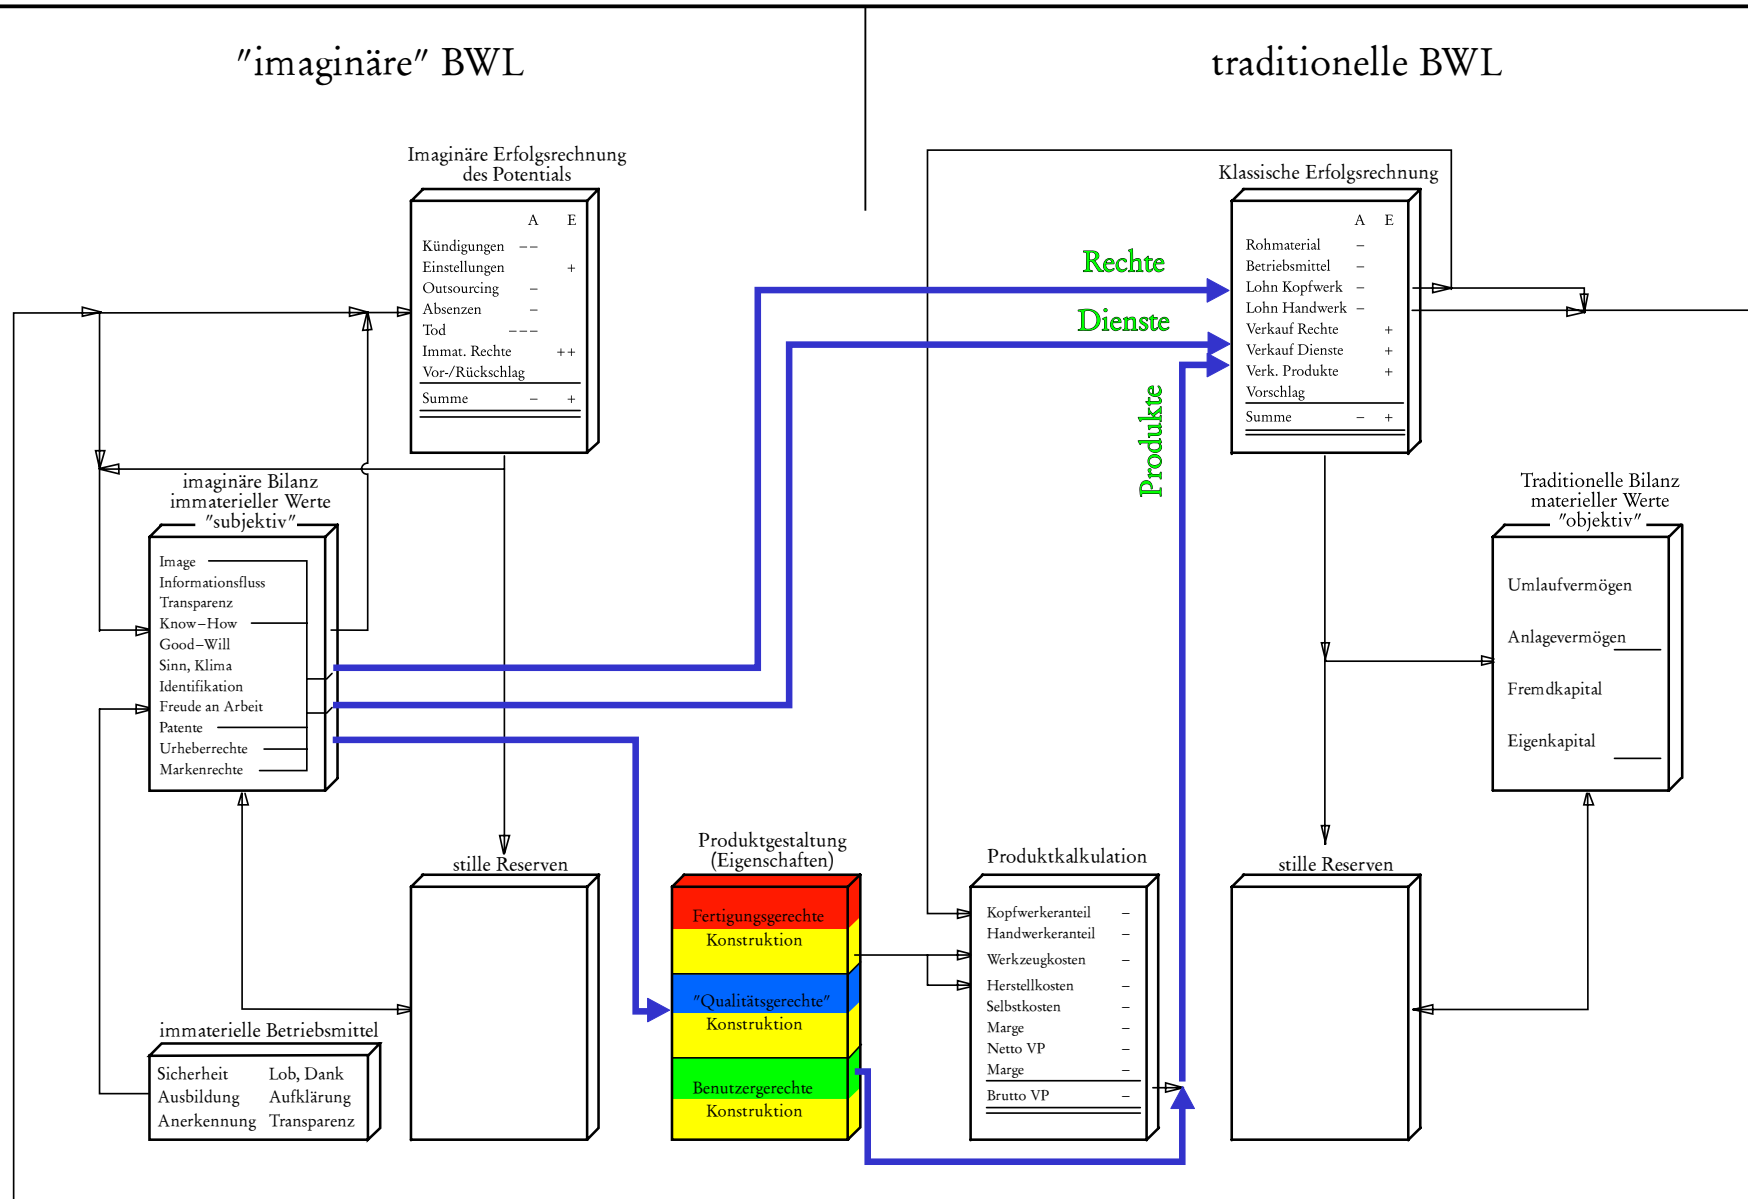 "imaginäre" BWL
traditionelle BWL
Imaginäre Erfolgsrechnung
des Potentials
A E
Kündigungen −−
Einstellungen +
Outsourcing −
Absenzen −
Tod −−−
Immat. Rechte ++
Vor-/Rückschlag
Summe − +
Klassische Erfolgsrechnung
A E
Rohmaterial −
Betriebsmittel −
Lohn Kopfwerk −
Lohn Handwerk −
Verkauf Rechte +
Verkauf Dienste +
Verk. Produkte +
Vorschlag
Summe − +
Rechte
Dienste
Produkte
imaginäre Bilanz
immaterieller Werte
"subjektiv"
Image
Informationsfluss
Transparenz
Know−How
Good−Will
Sinn, Klima
Identifikation
Freude an Arbeit
Patente
Urheberrechte
Markenrechte
Traditionelle Bilanz
materieller Werte
"objektiv"
Umlaufvermögen
Anlagevermögen
Fremdkapital
Eigenkapital
stille Reserven
Produktgestaltung
(Eigenschaften)
Fertigungsgerechte
Konstruktion
"Qualitätsgerechte"
Konstruktion
Benutzergerechte
Konstruktion
Produktkalkulation
Kopfwerkeranteil −
Handwerkeranteil −
Werkzeugkosten −
Herstellkosten −
Selbstkosten −
Marge −
Netto VP −
Marge −
Brutto VP −
stille Reserven
immaterielle Betriebsmittel
Sicherheit Lob, Dank
Ausbildung Aufklärung
Anerkennung Transparenz